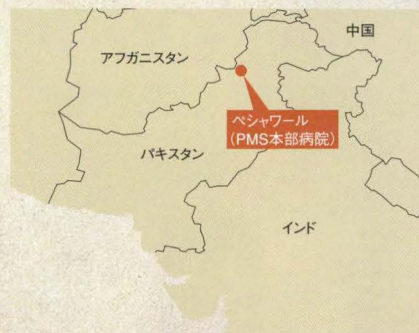 中国
アフガニスタン
ペシャワール
(PMS本部病院)
パキスタン
インド